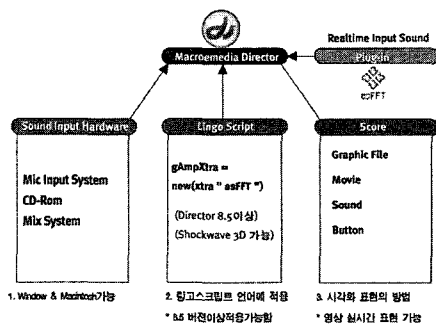 Realtime Input Sound
Macroemedia Director
Plug-in
asFFT
Sound Input Hardware
Mic Input System
CD-Rom
Mix System
Lingo Script
gAmpXtra =
new(xtra " asFFT ")
(Director 8.5이상)
(Shockwave 3D 가능)
Score
Graphic File
Movie
Sound
Button
1. Window & Macintosh가능
2. 링고스크립트 언어에 적용
* 8.5 버젼이상적용가능함
3. 시각화 표현의 방법
* 영상 실시간 표현 가능